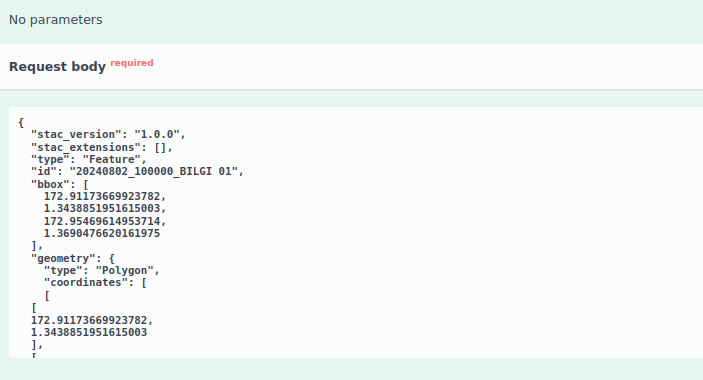 No parameters
Request body required
{
"stac_version": "1.0.0",
"stac_extensions": [],
"type": "Feature",
"id": "20240802_100000_BILGI 01",
"bbox": [
172.91173669923782,
1.3438851951615003,
172.95469614953714,
1.3690476620161975
],
"geometry": {
"type": "Polygon",
"coordinates": [
[
[
172.91173669923782,
1.3438851951615003
],
[